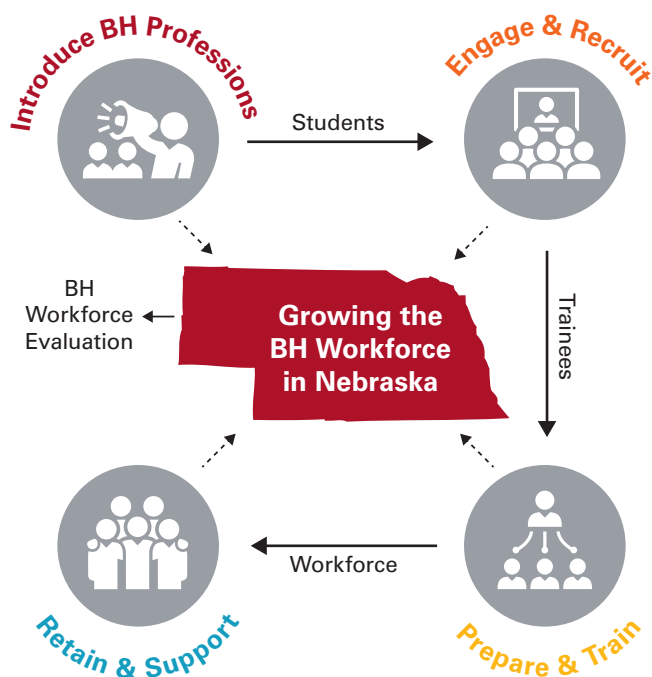 Introduce BH Professions
Engage & Recruit
Students
BH
Workforce
Evaluation
Growing the
BH Workforce
in Nebraska
Trainees
Workforce
Retain & Support
Prepare & Train